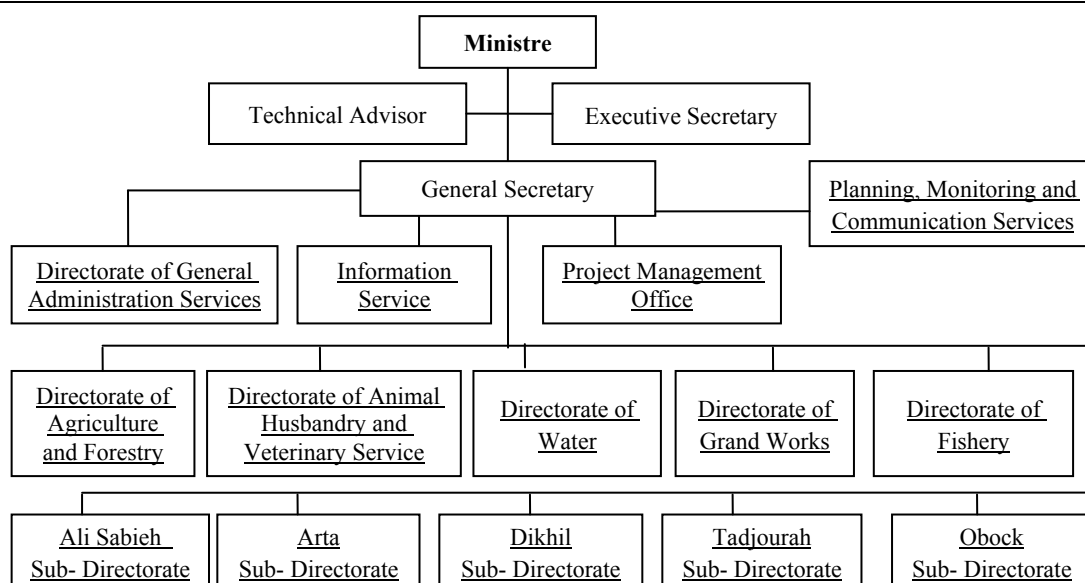 Ministre
Technical Advisor
Executive Secretary
General Secretary
Planning, Monitoring and
Communication Services
Directorate of General
Administration Services
Information
Service
Project Management
Office
Directorate of
Agriculture
and Forestry
Directorate of Animal
Husbandry and
Veterinary Service
Directorate of
Water
Directorate of
Grand Works
Directorate of
Fishery
Ali Sabieh
Sub- Directorate
Arta
Sub- Directorate
Dikhil
Sub- Directorate
Tadjourah
Sub- Directorate
Obock
Sub- Directorate